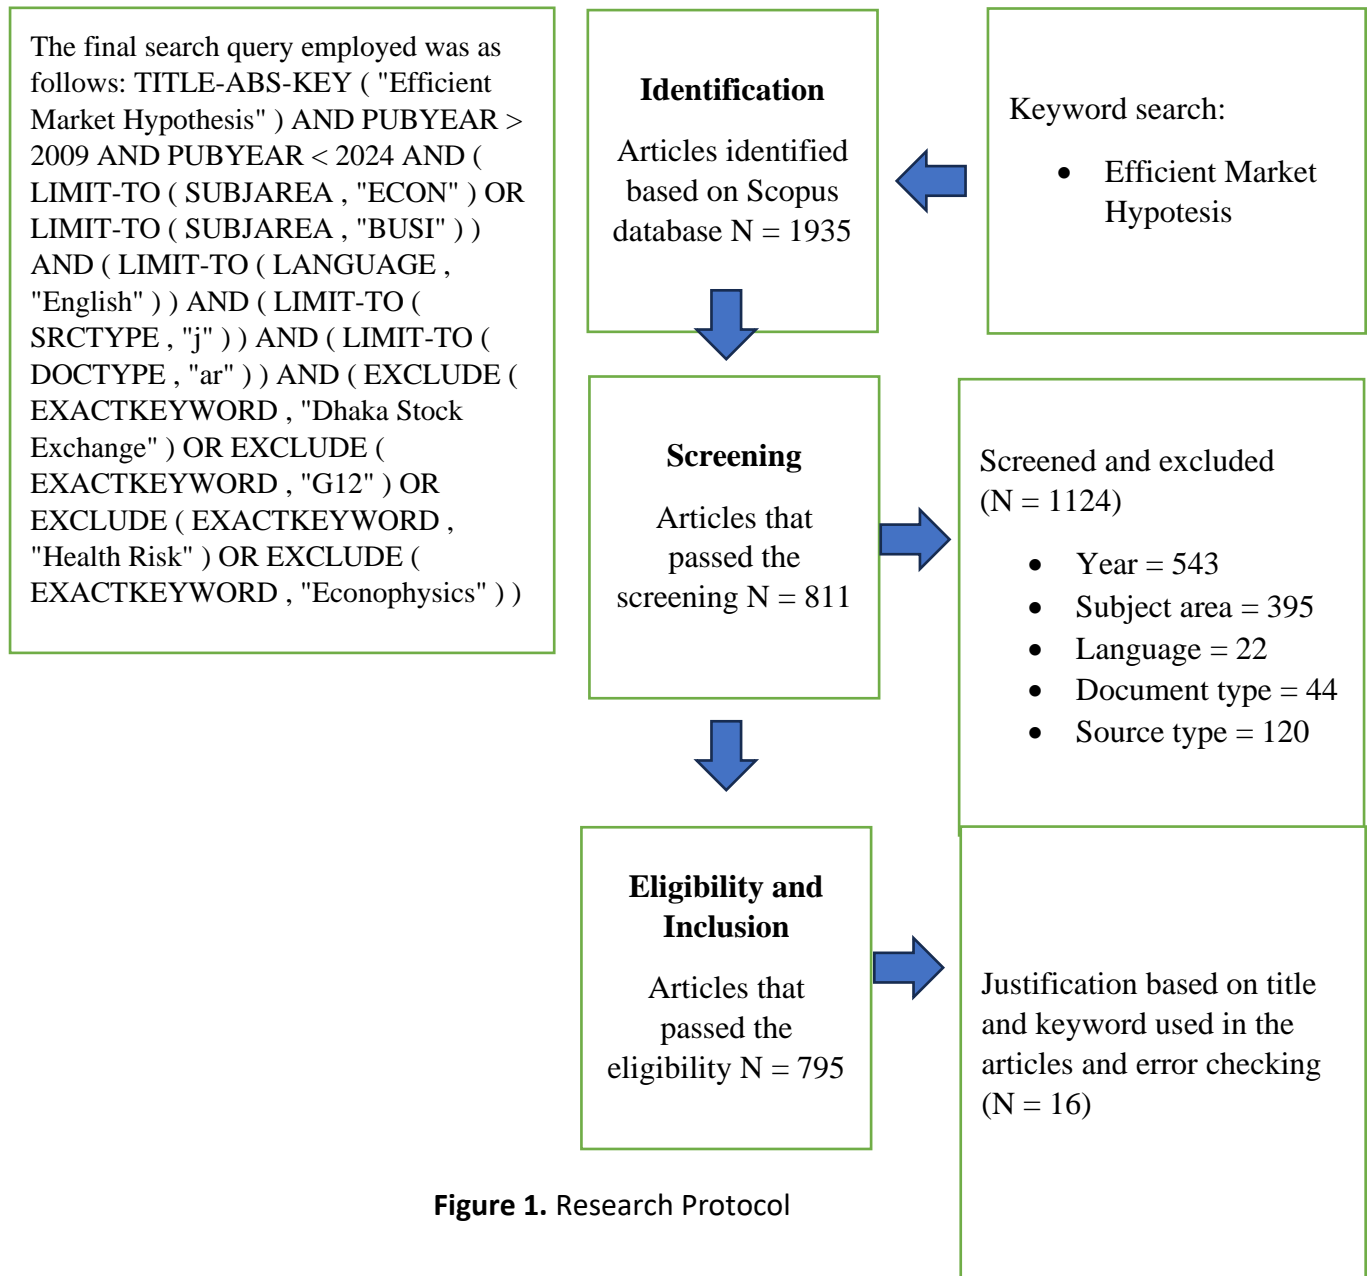 The final search query employed was as
follows: TITLE-ABS-KEY ( "Efficient
Market Hypothesis" ) AND PUBYEAR >
2009 AND PUBYEAR < 2024 AND (
LIMIT-TO ( SUBJAREA , "ECON" ) OR
LIMIT-TO ( SUBJAREA , "BUSI" ) )
AND ( LIMIT-TO ( LANGUAGE ,
"English" ) ) AND ( LIMIT-TO (
SRCTYPE , "j" ) ) AND ( LIMIT-TO (
DOCTYPE , "ar" ) ) AND ( EXCLUDE (
EXACTKEYWORD , "Dhaka Stock
Exchange" ) OR EXCLUDE (
EXACTKEYWORD , "G12" ) OR
EXCLUDE ( EXACTKEYWORD ,
"Health Risk" ) OR EXCLUDE (
EXACTKEYWORD , "Econophysics" ) )
Identification
Articles identified
based on Scopus
database N = 1935
Keyword search:
• Efficient Market
Hypotesis
Screening
Articles that
passed the
screening N = 811
Screened and excluded
(N = 1124)
• Year = 543
• Subject area = 395
• Language = 22
• Document type = 44
• Source type = 120
Eligibility and
Inclusion
Articles that
passed the
eligibility N = 795
Justification based on title
and keyword used in the
articles and error checking
(N = 16)
Figure 1. Research Protocol